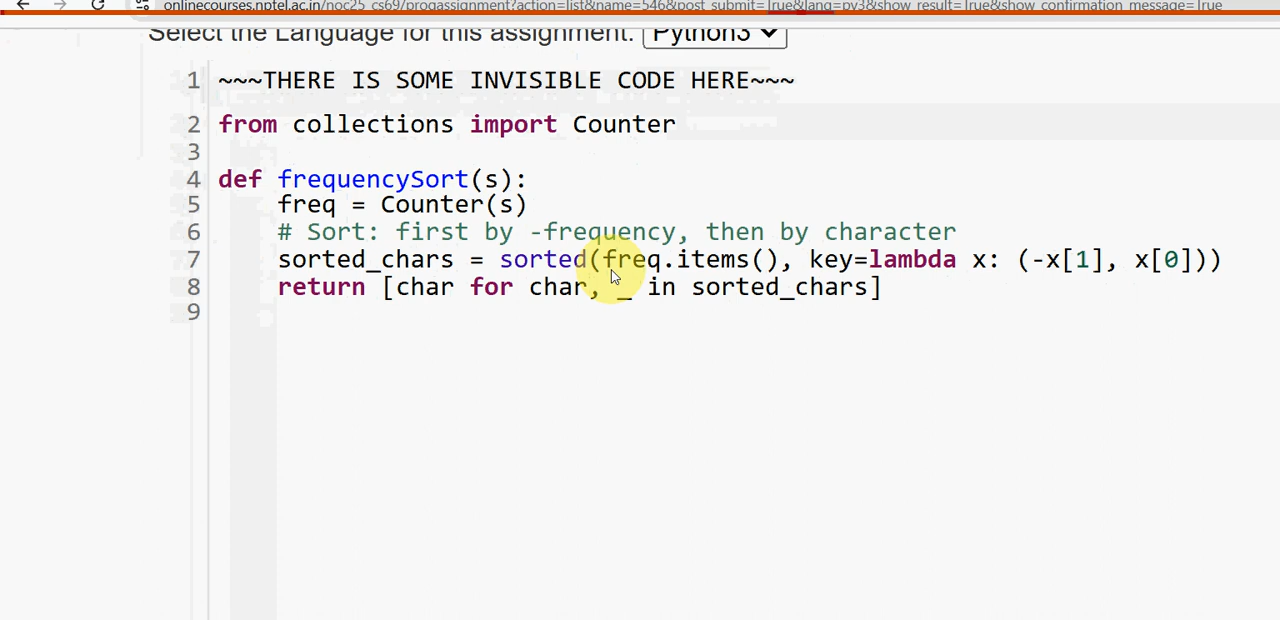 onlinecourses.nptel.ac.in/noc25_cs69/progassignment?action=list&name=546&post_submit=True&lang=py3&show_result=True&show_confirmation_message=True
Select the Language for this assignment. Python3
1 ~~~THERE IS SOME INVISIBLE CODE HERE~~~
2 from collections import Counter
3
4 def frequencySort(s):
5     freq = Counter(s)
6     # Sort: first by -frequency, then by character
7     sorted_chars = sorted(freq.items(), key=lambda x: (-x[1], x[0]))
8     return [char for char, _ in sorted_chars]
9